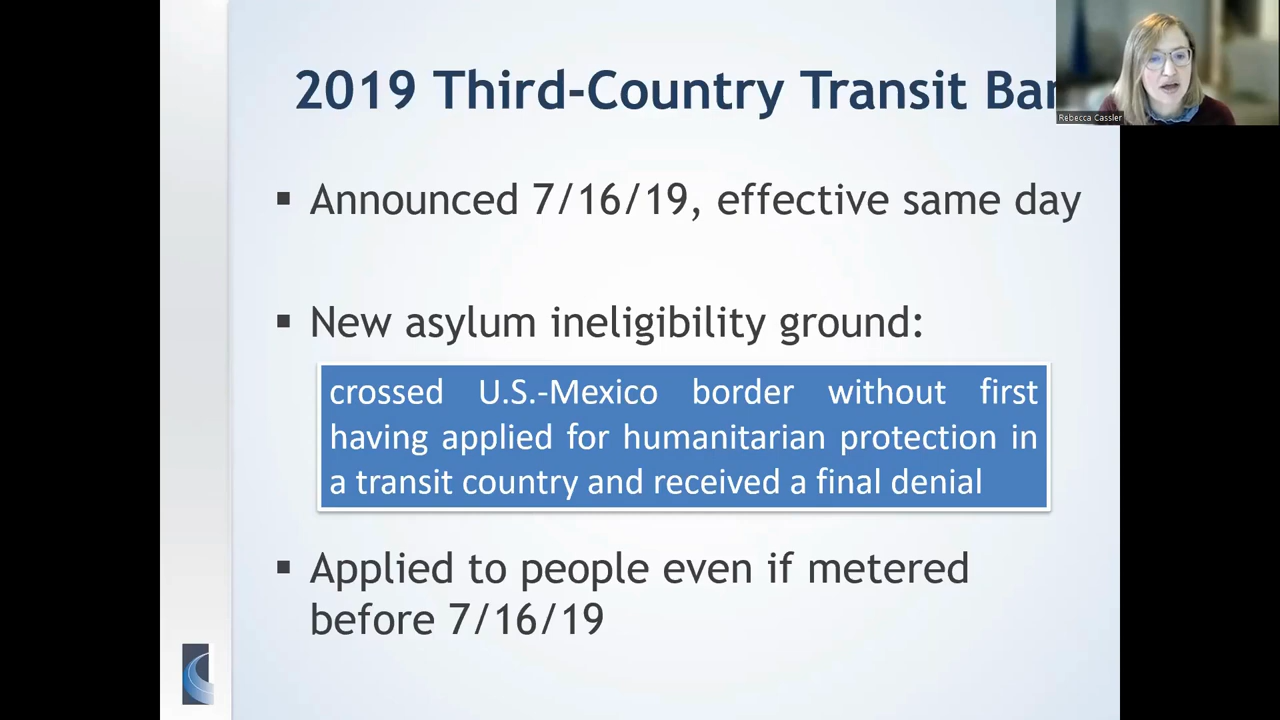 2019 Third-Country Transit Bar
Rebecca Cassler
▪ Announced 7/16/19, effective same day
▪ New asylum ineligibility ground:
crossed U.S.-Mexico border without first
having applied for humanitarian protection in
a transit country and received a final denial
▪ Applied to people even if metered
before 7/16/19